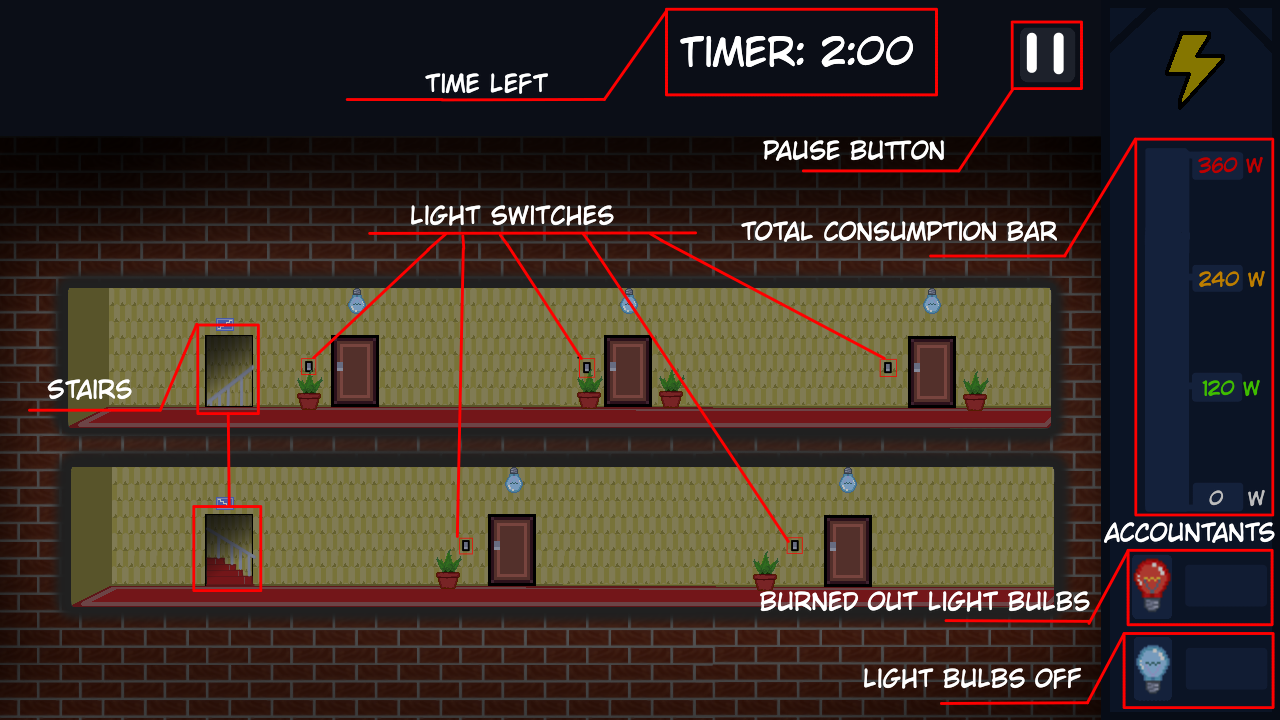 TIMER: 2:00
TIME LEFT
PAUSE BUTTON
360 W
LIGHT SWITCHES
TOTAL CONSUMPTION BAR
240 W
STAIRS
120 W
0 W
ACCOUNTANTS
BURNED OUT LIGHT BULBS
LIGHT BULBS OFF